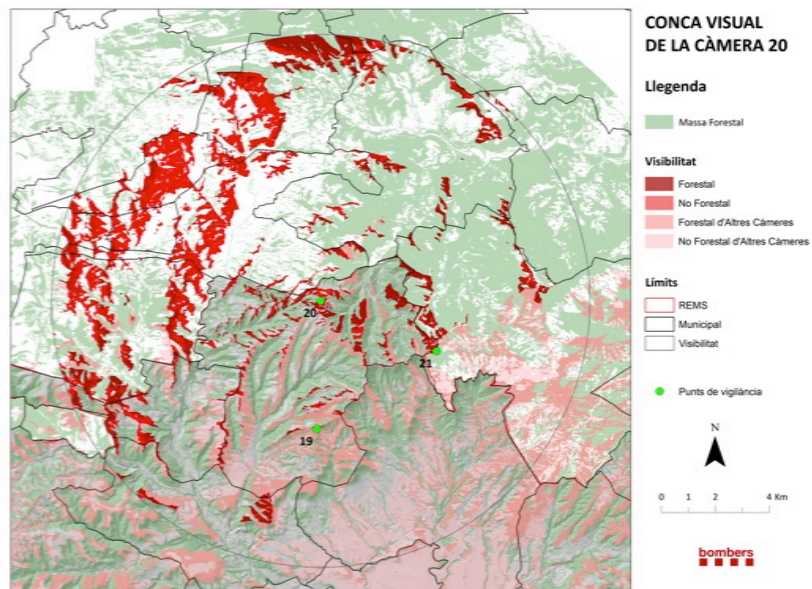 CONCA VISUAL
DE LA CÀMERA 20
Llegenda
Massa Forestal
Visibilitat
Forestal
No Forestal
Forestal d'Altres Càmeres
No Forestal d'Altres Càmeres
Límits
REMS
Municipal
Visibilitat
Punts de vigilància
N
0 1 2 4 Km
bombers
20
21
19